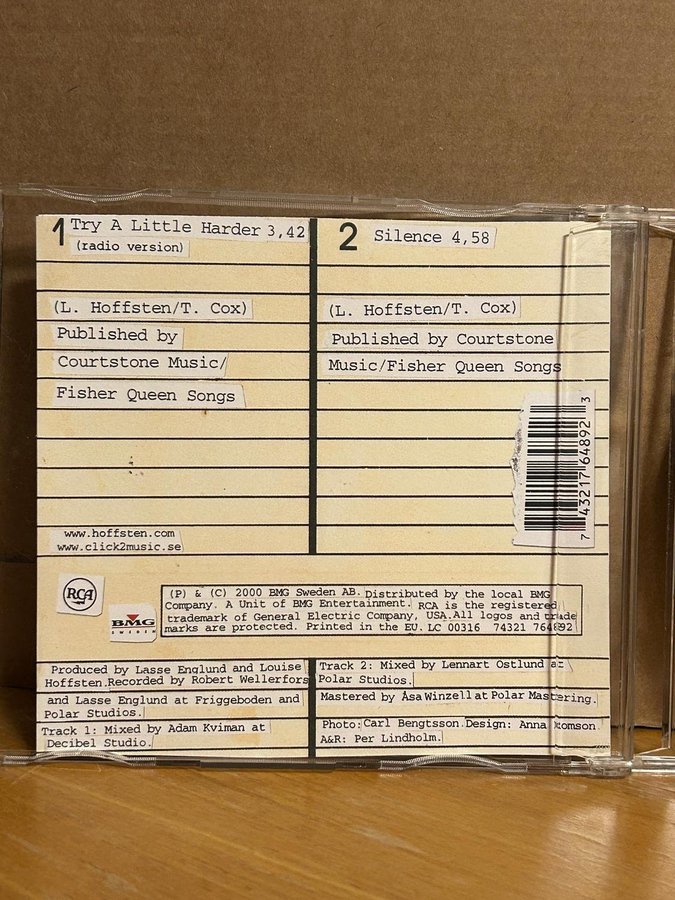 1 Try A Little Harder 3,42
(radio version)
(L. Hoffsten/T. Cox)
Published by
Courtstone Music/
Fisher Queen Songs
2 Silence 4,58
(L. Hoffsten/T. Cox)
Published by Courtstone
Music/Fisher Queen Songs
7 43217 64892 3
www.hoffsten.com
www.click2music.se
RCA
BMG
SWEDEN
(P) & (C) 2000 BMG Sweden AB. Distributed by the local BMG
Company. A Unit of BMG Entertainment. RCA is the registered
trademark of General Electric Company, USA.All logos and trade
marks are protected. Printed in the EU. LC 00316 74321 764892
Produced by Lasse Englund and Louise
Hoffsten.Recorded by Robert Wellerfors
and Lasse Englund at Friggeboden and
Polar Studios.
Track 1: Mixed by Adam Kviman at
Decibel Studio.
Track 2: Mixed by Lennart Ostlund at
Polar Studios.
Mastered by Åsa Winzell at Polar Mastering.
Photo: Carl Bengtsson. Design: Anna
A&R: Per Lindholm.